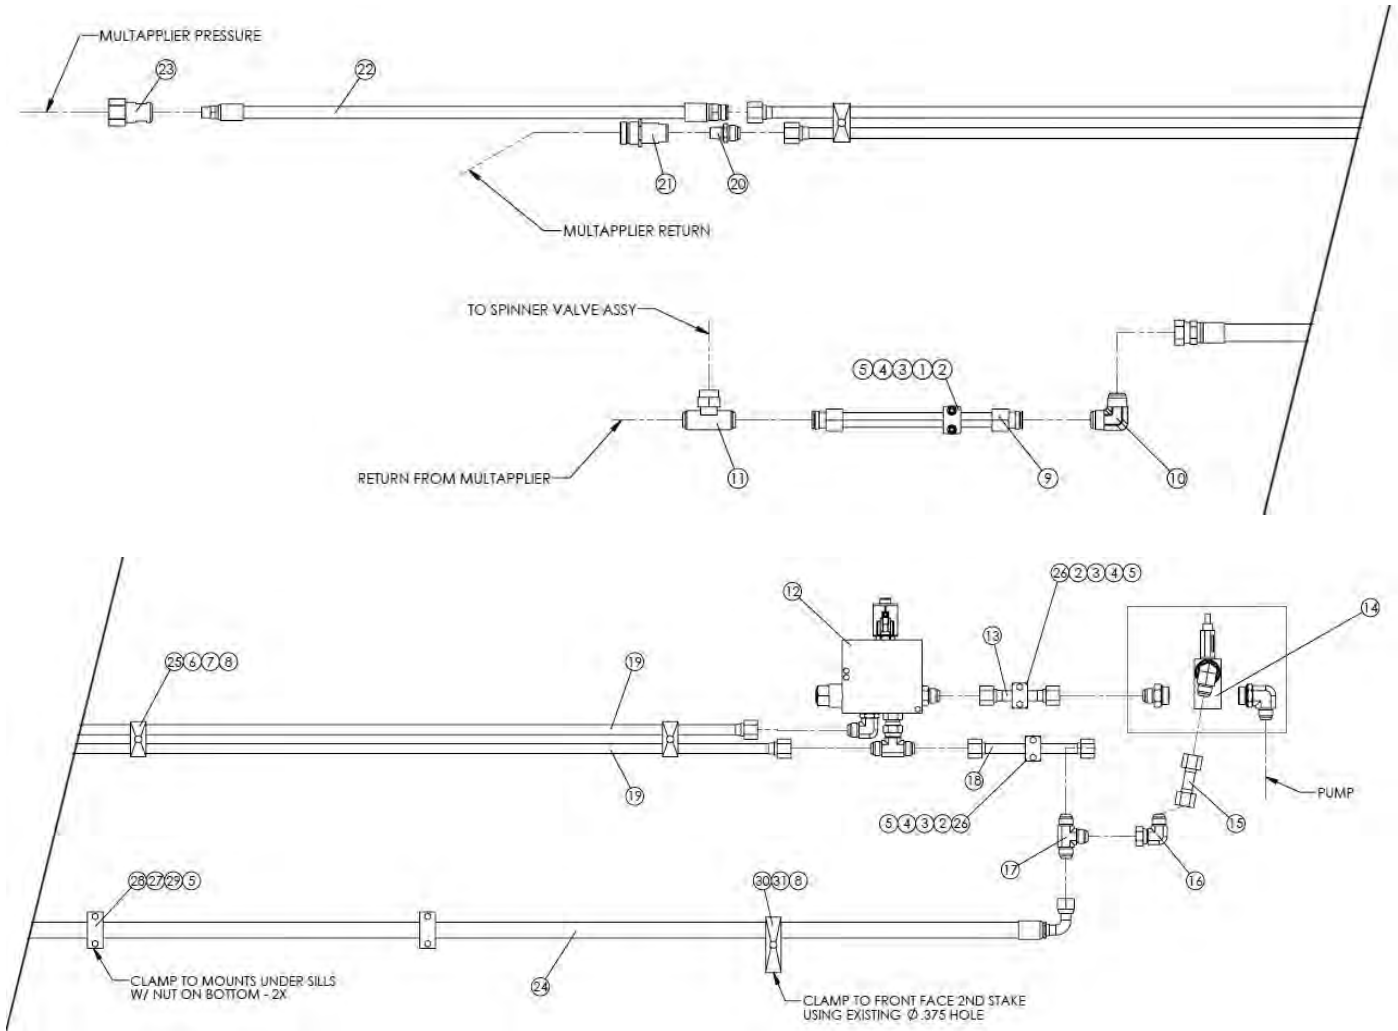 MULTAPPLIER PRESSURE
23
22
21
20
MULTAPPLIER RETURN
TO SPINNER VALVE ASSY
5 4 3 1 2
RETURN FROM MULTAPPLIER
11
9
10
26 2 3 4 5
12
14
13
25 6 7 8
19
19
18
PUMP
15
5 4 3 2 26
17
16
28 27 29 5
30 31 8
CLAMP TO MOUNTS UNDER SILLS
W/ NUT ON BOTTOM - 2X
24
CLAMP TO FRONT FACE 2ND STAKE
USING EXISTING Ø .375 HOLE